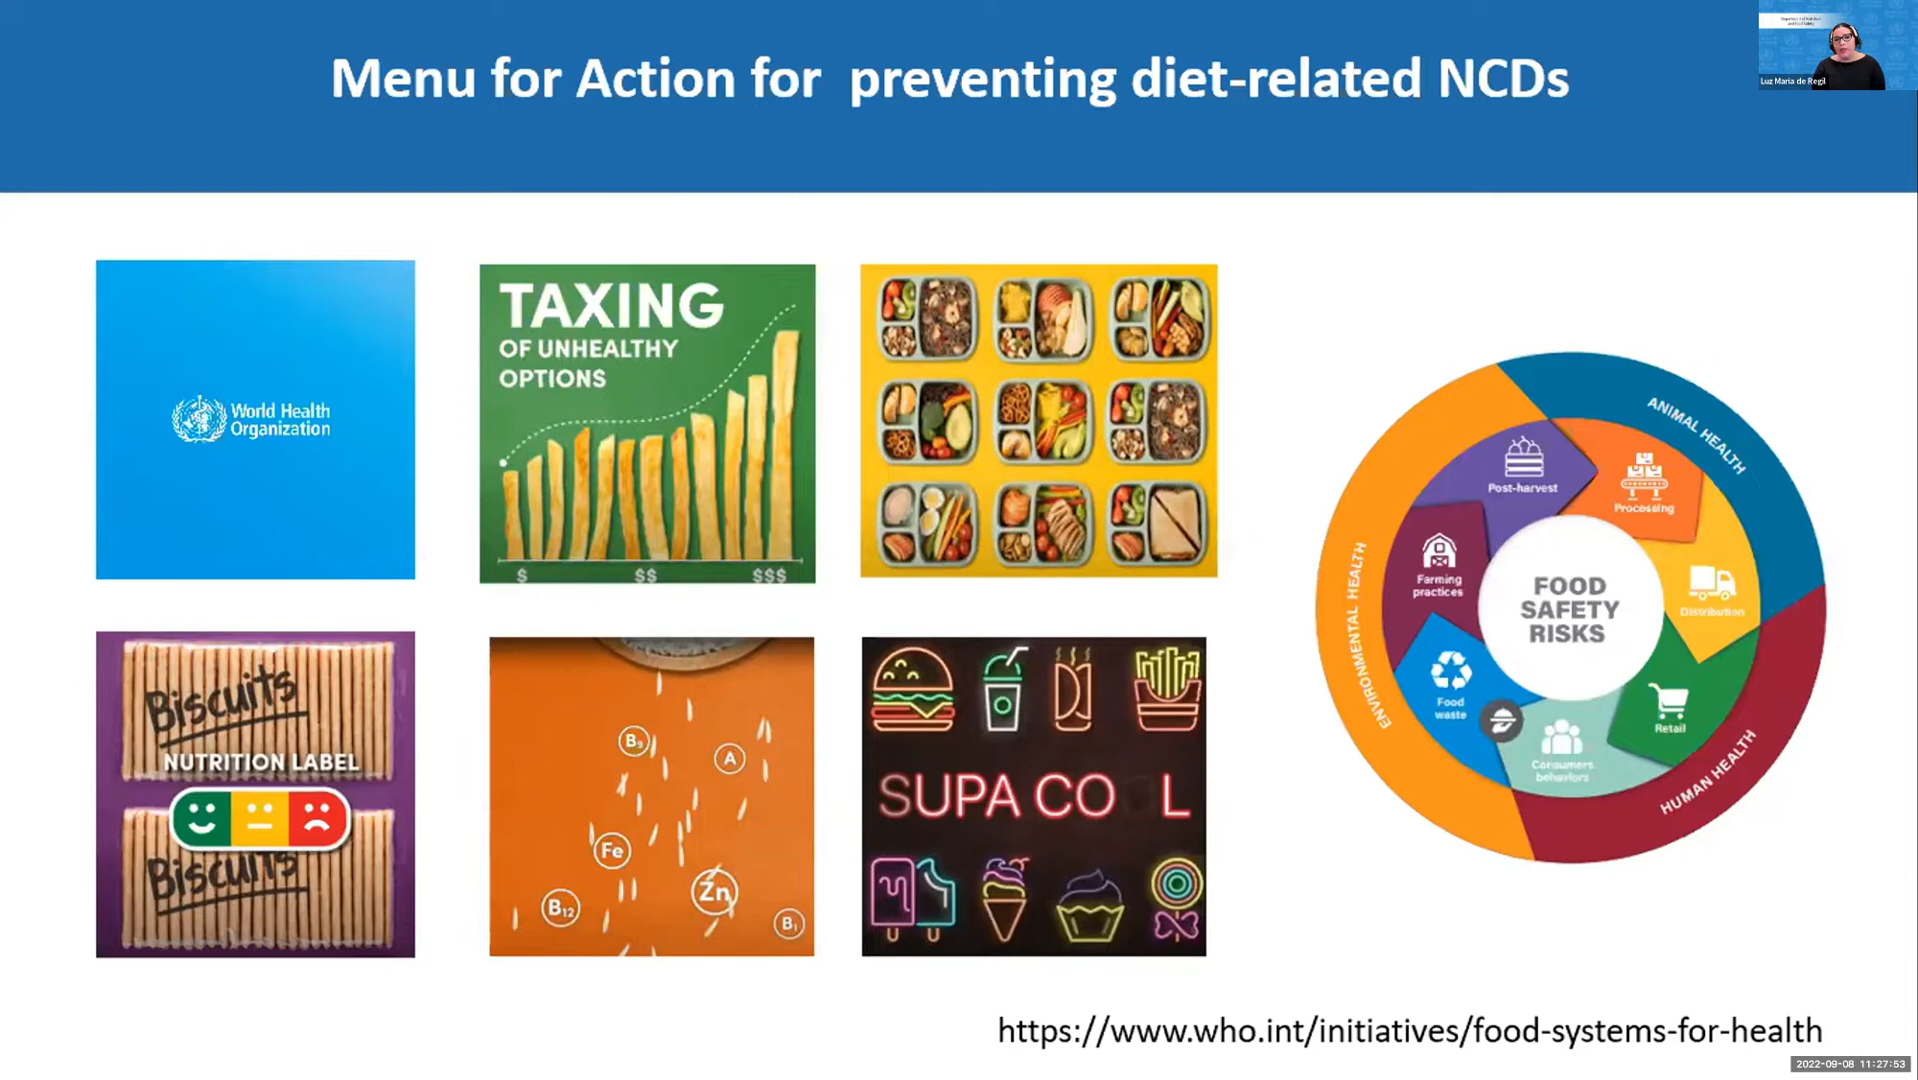 Menu for Action for  preventing diet-related NCDs
Luz Maria de Regil
World Health
Organization
TAXING
OF UNHEALTHY
OPTIONS
$ $$ $$$
Biscuits
NUTRITION LABEL
Biscuits
B9
A
Fe
Zn
B12
B1
SUPA CO L
ANIMAL HEALTH
ENVIRONMENTAL HEALTH
HUMAN HEALTH
Post-harvest
Processing
Farming
practices
Distribution
FOOD
SAFETY
RISKS
Food
waste
Retail
Consumers
behaviors
https://www.who.int/initiatives/food-systems-for-health
2022-09-08 11:27:53